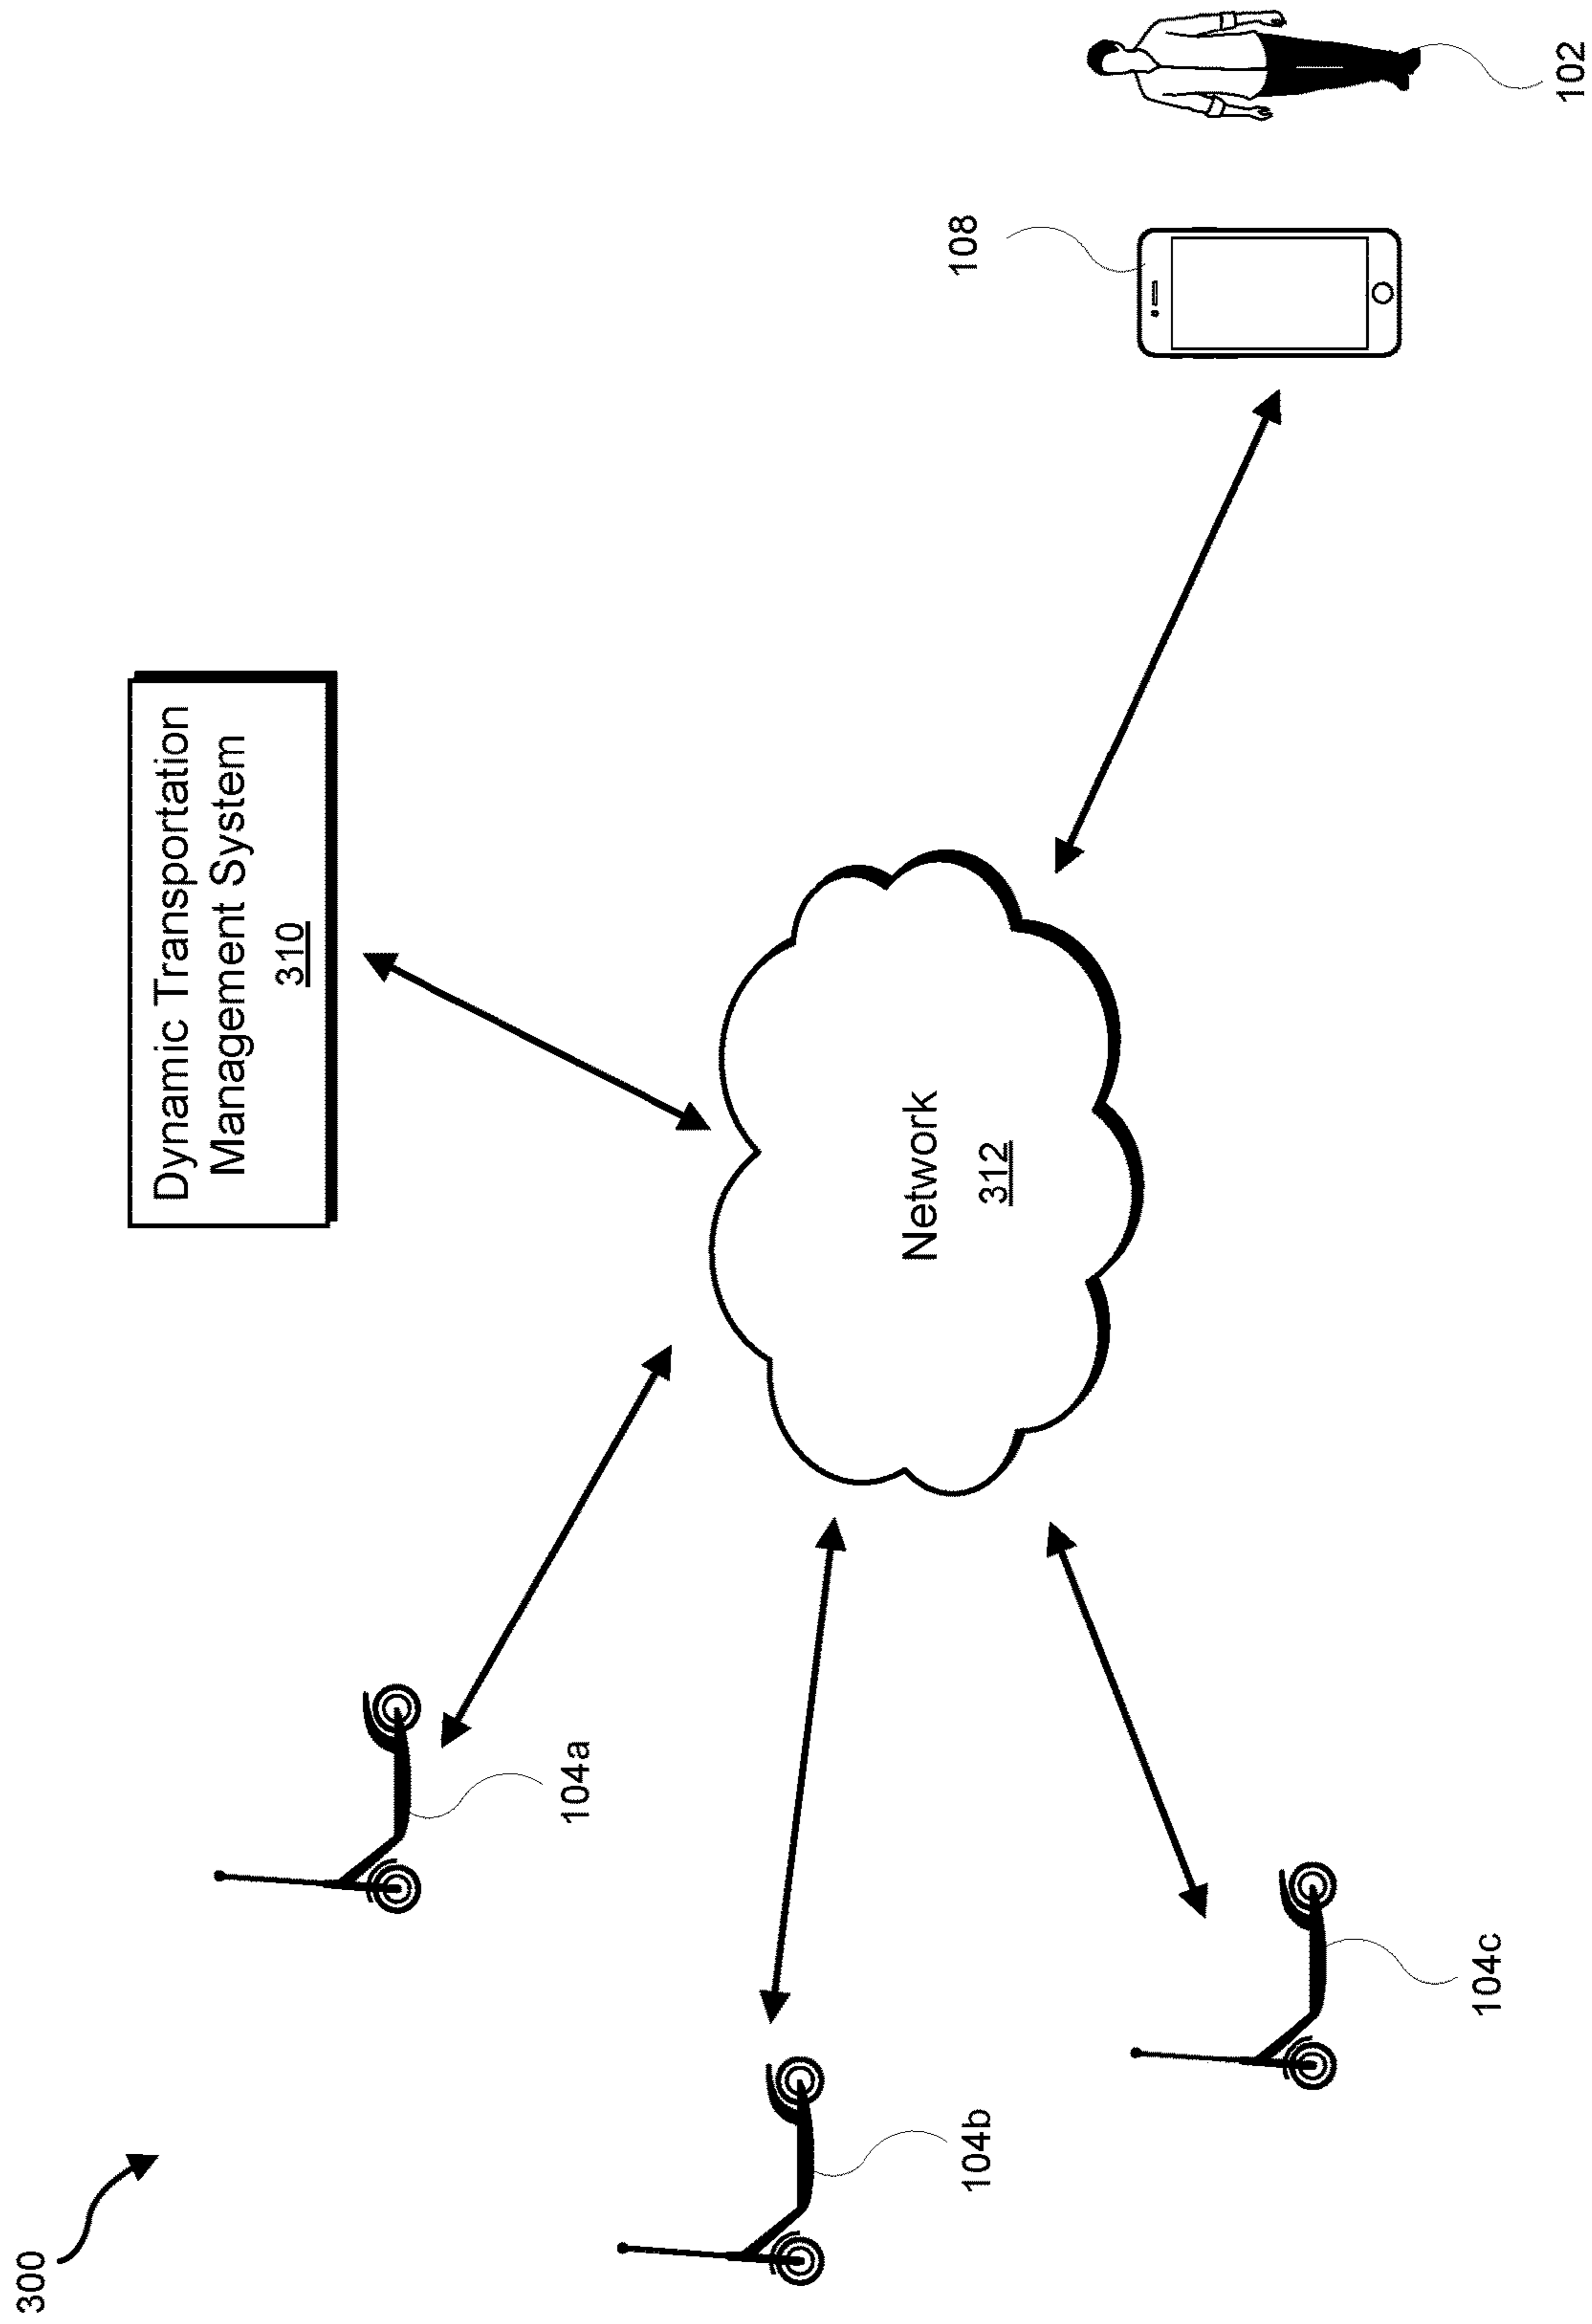 300
Dynamic Transportation
Management System
310
104a
104b
104c
Network
312
108
102